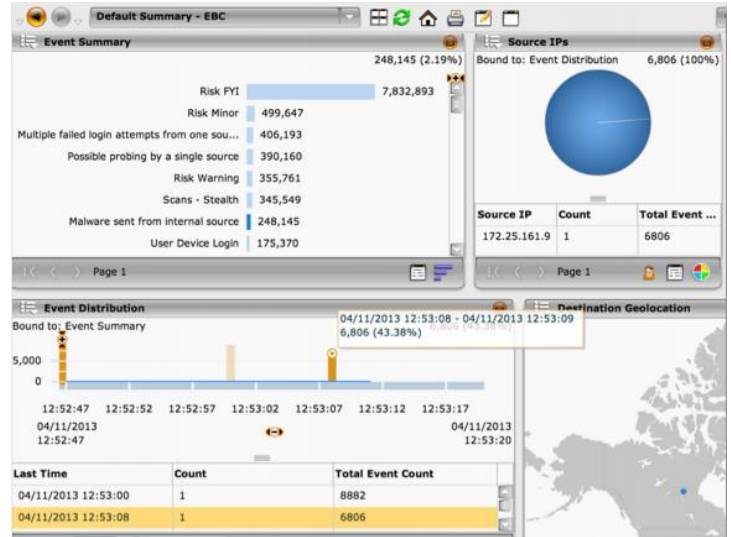 Default Summary - EBC
Event Summary
248,145 (2.19%)
Risk FYI 7,832,893
Risk Minor 499,647
Multiple failed login attempts from one sou... 406,193
Possible probing by a single source 390,160
Risk Warning 355,761
Scans - Stealth 345,549
Malware sent from internal source 248,145
User Device Login 175,370
Page 1
Source IPs
Bound to: Event Distribution 6,806 (100%)
Source IP Count Total Event ...
172.25.161.9 1 6806
Page 1
Event Distribution
Bound to: Event Summary
6,806 (43.38%)
04/11/2013 12:53:08 - 04/11/2013 12:53:09
6,806 (43.38%)
5,000
0
12:52:47 12:52:52 12:52:57 12:53:02 12:53:07 12:53:12 12:53:17
04/11/2013 04/11/2013
12:52:47 12:53:20
Last Time Count Total Event Count
04/11/2013 12:53:00 1 8882
04/11/2013 12:53:08 1 6806
Destination Geolocation